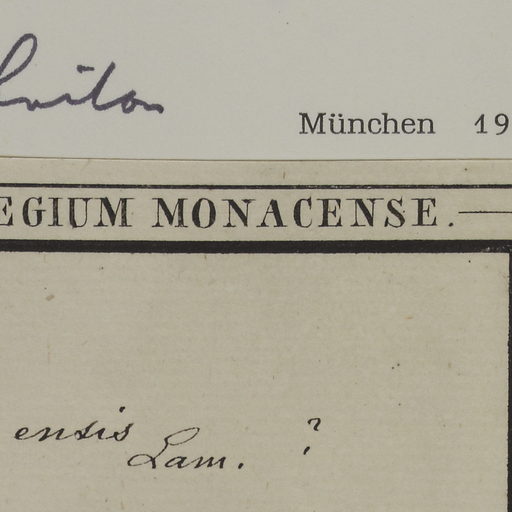 München 19
EGIUM MONACENSE.
ensis Lam. ?